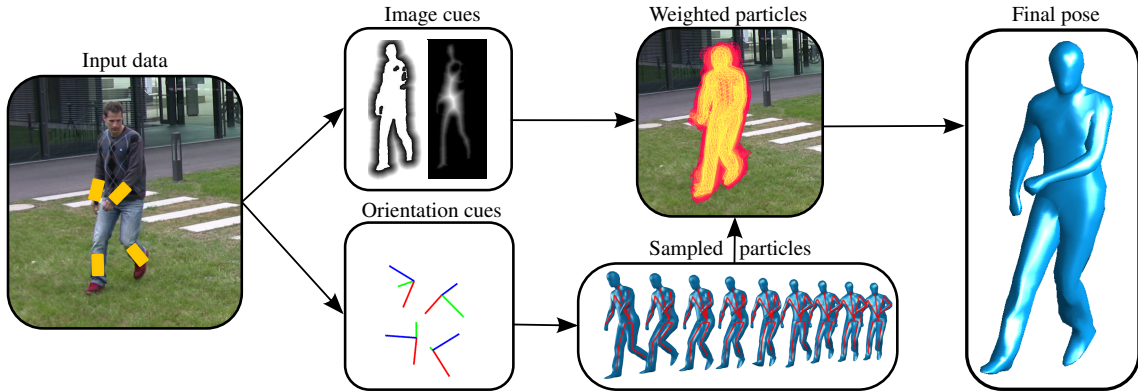 Input data
Image cues
Orientation cues
Weighted particles
Sampled particles
Final pose